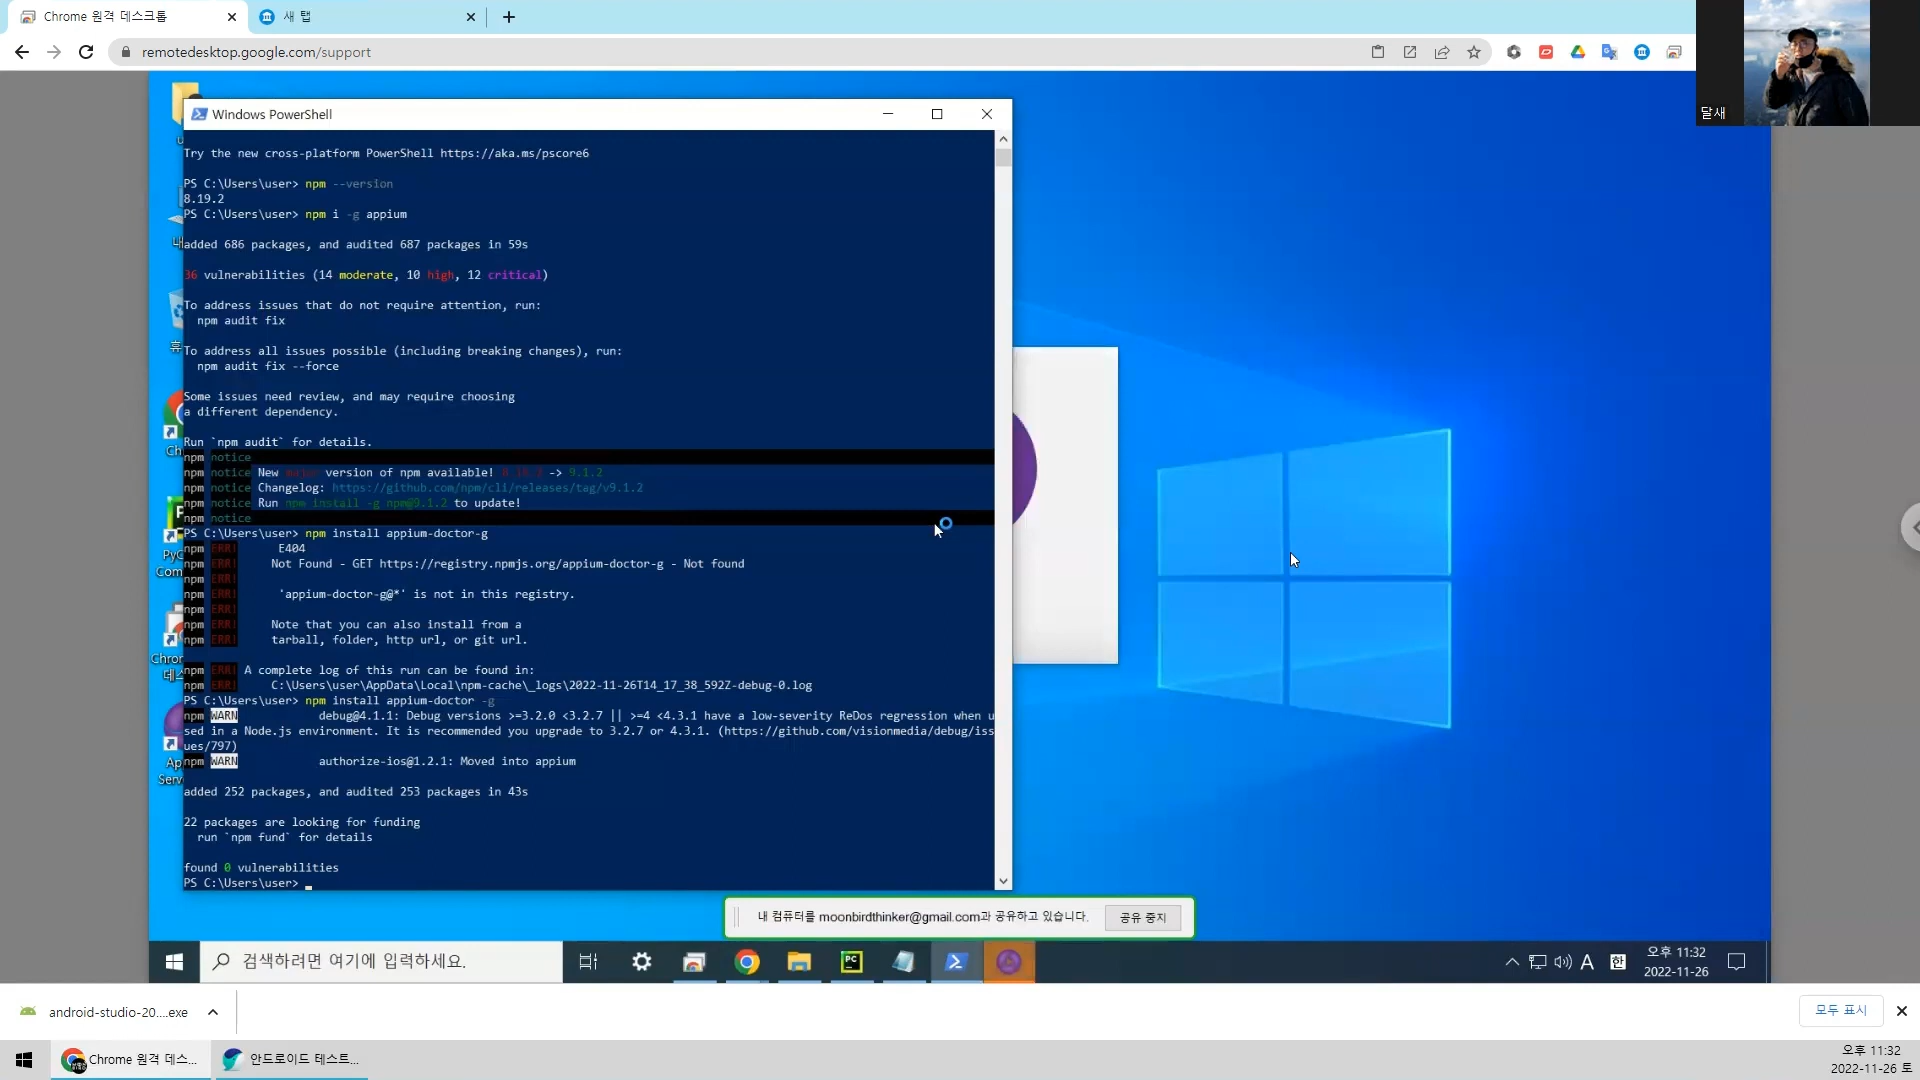 Chrome 원격 데스크톱
새 탭
remotedesktop.google.com/support
달새
Windows PowerShell
Try the new cross-platform PowerShell https://aka.ms/pscore6
PS C:\Users\user> npm --version
8.19.2
PS C:\Users\user> npm i -g appium
added 686 packages, and audited 687 packages in 59s
36 vulnerabilities (14 moderate, 10 high, 12 critical)
To address issues that do not require attention, run:
npm audit fix
To address all issues possible (including breaking changes), run:
npm audit fix --force
Some issues need review, and may require choosing
a different dependency.
Run `npm audit` for details.
npm notice
npm notice New major version of npm available! 8.19.2 -> 9.1.2
npm notice Changelog: https://github.com/npm/cli/releases/tag/v9.1.2
npm notice Run npm install -g npm@9.1.2 to update!
npm notice
PS C:\Users\user> npm install appium-doctor-g
npm ERR! E404
npm ERR! Not Found - GET https://registry.npmjs.org/appium-doctor-g - Not found
npm ERR!
npm ERR! 'appium-doctor-g@*' is not in this registry.
npm ERR!
npm ERR! Note that you can also install from a
npm ERR! tarball, folder, http url, or git url.
npm ERR! A complete log of this run can be found in:
npm ERR! C:\Users\user\AppData\Local\npm-cache\_logs\2022-11-26T14_17_38_592Z-debug-0.log
PS C:\Users\user> npm install appium-doctor -g
npm WARN debug@4.1.1: Debug versions >=3.2.0 <3.2.7 || >=4 <4.3.1 have a low-severity ReDos regression when u
sed in a Node.js environment. It is recommended you upgrade to 3.2.7 or 4.3.1. (https://github.com/visionmedia/debug/iss
ues/797)
npm WARN authorize-ios@1.2.1: Moved into appium
added 252 packages, and audited 253 packages in 43s
22 packages are looking for funding
run `npm fund` for details
found 0 vulnerabilities
PS C:\Users\user>
내 컴퓨터를 moonbirdthinker@gmail.com과 공유하고 있습니다.
공유 중지
검색하려면 여기에 입력하세요.
PC
A
한
오후 11:32
2022-11-26
android-studio-20....exe
모두 표시
Chrome 원격 데스...
안드로이드 테스트...
오후 11:32
2022-11-26 토